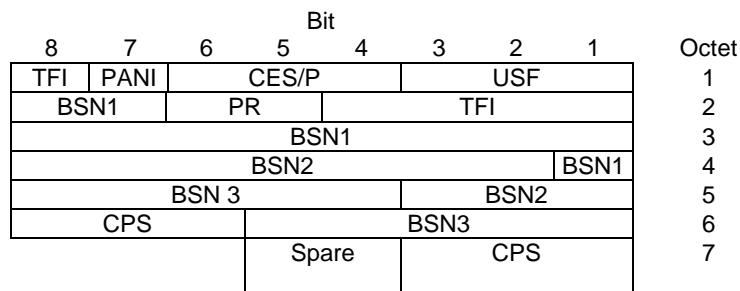 Bit
8 7 6 5 4 3 2 1 Octet
TFI PANI CES/P USF 1
BSN1 PR TFI 2
BSN1 3
BSN2 BSN1 4
BSN 3 BSN2 5
CPS BSN3 6
Spare CPS 7